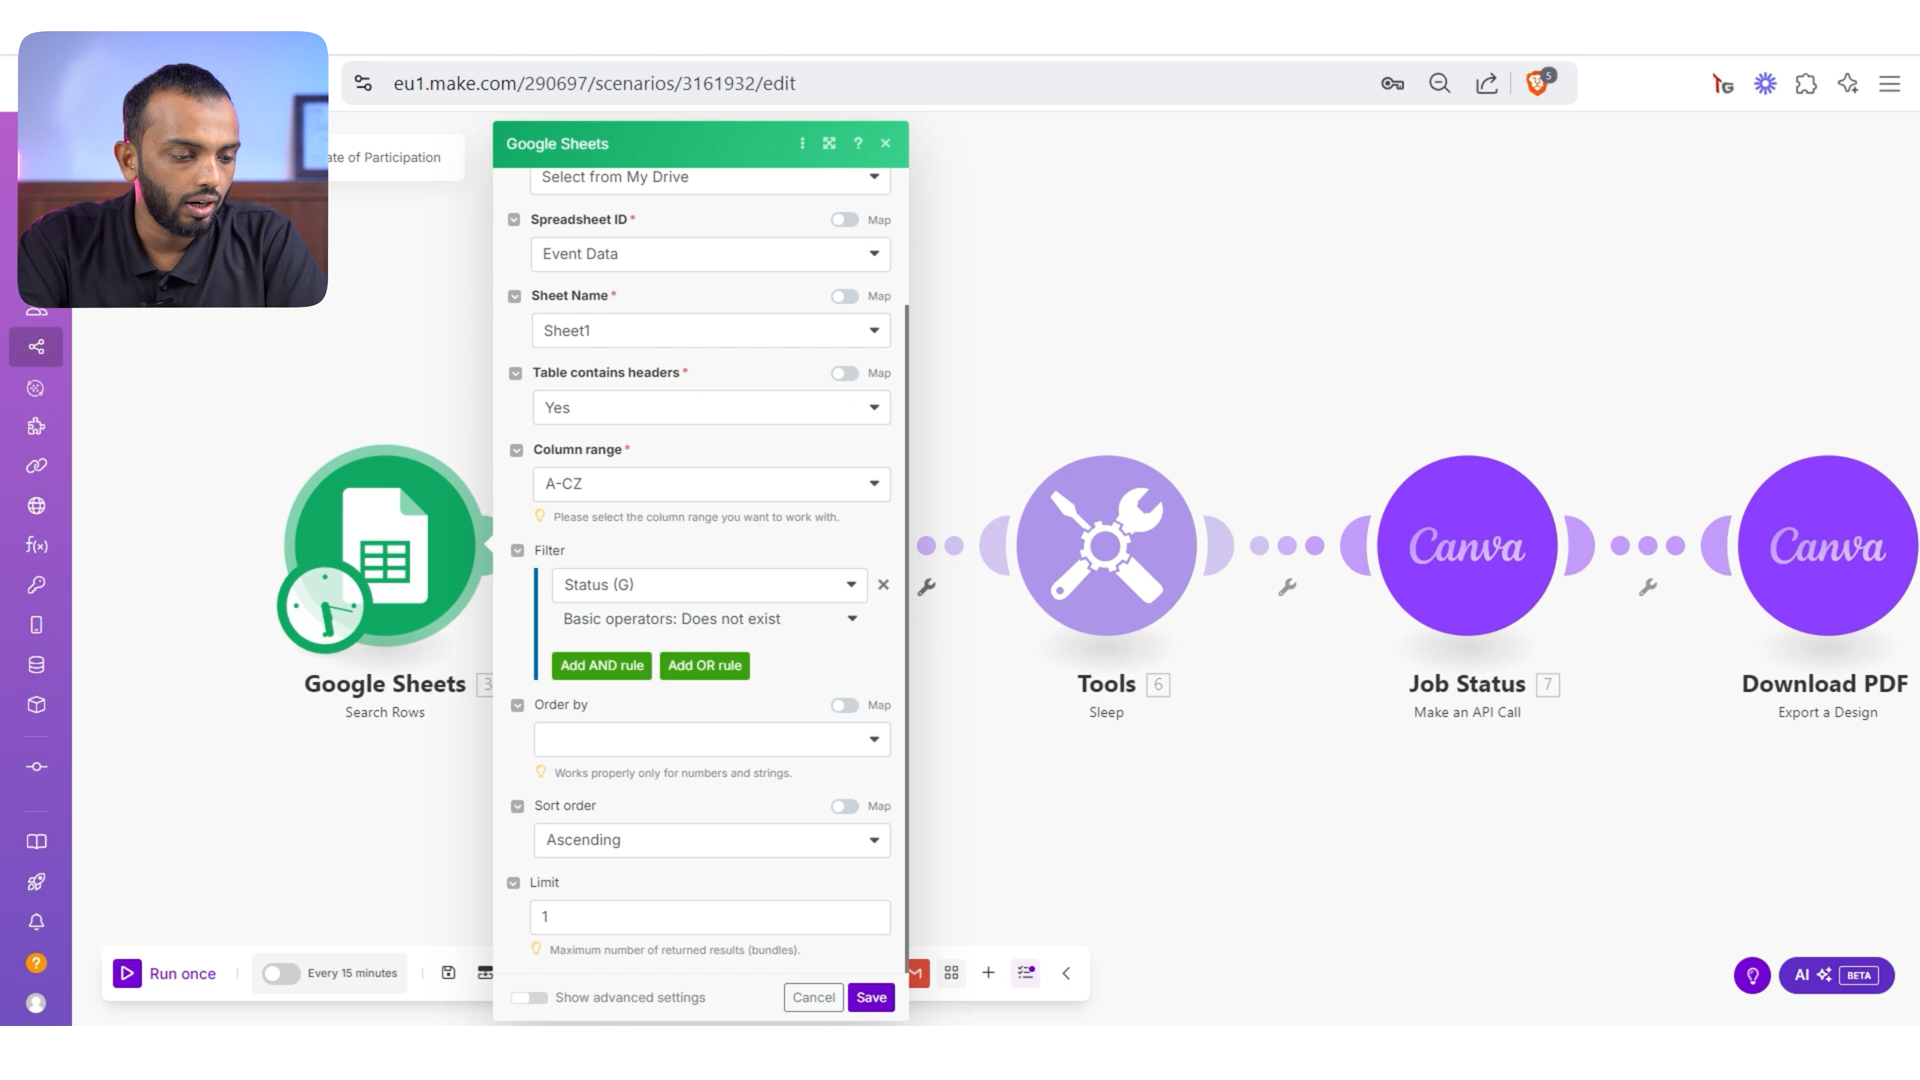 eu1.make.com/290697/scenarios/3161932/edit
5
ate of Participation
Google Sheets
Select from My Drive
Spreadsheet ID*
Map
Event Data
Sheet Name*
Map
Sheet1
Table contains headers*
Map
Yes
Column range*
A-CZ
Please select the column range you want to work with.
Filter
Status (G)
Basic operators: Does not exist
Add AND rule
Add OR rule
Order by
Map
Works properly only for numbers and strings.
Sort order
Map
Ascending
Limit
1
Maximum number of returned results (bundles).
Show advanced settings
Cancel
Save
Google Sheets 3
Search Rows
Tools 6
Sleep
Canva
Job Status 7
Make an API Call
Canva
Download PDF
Export a Design
Run once
Every 15 minutes
AI BETA